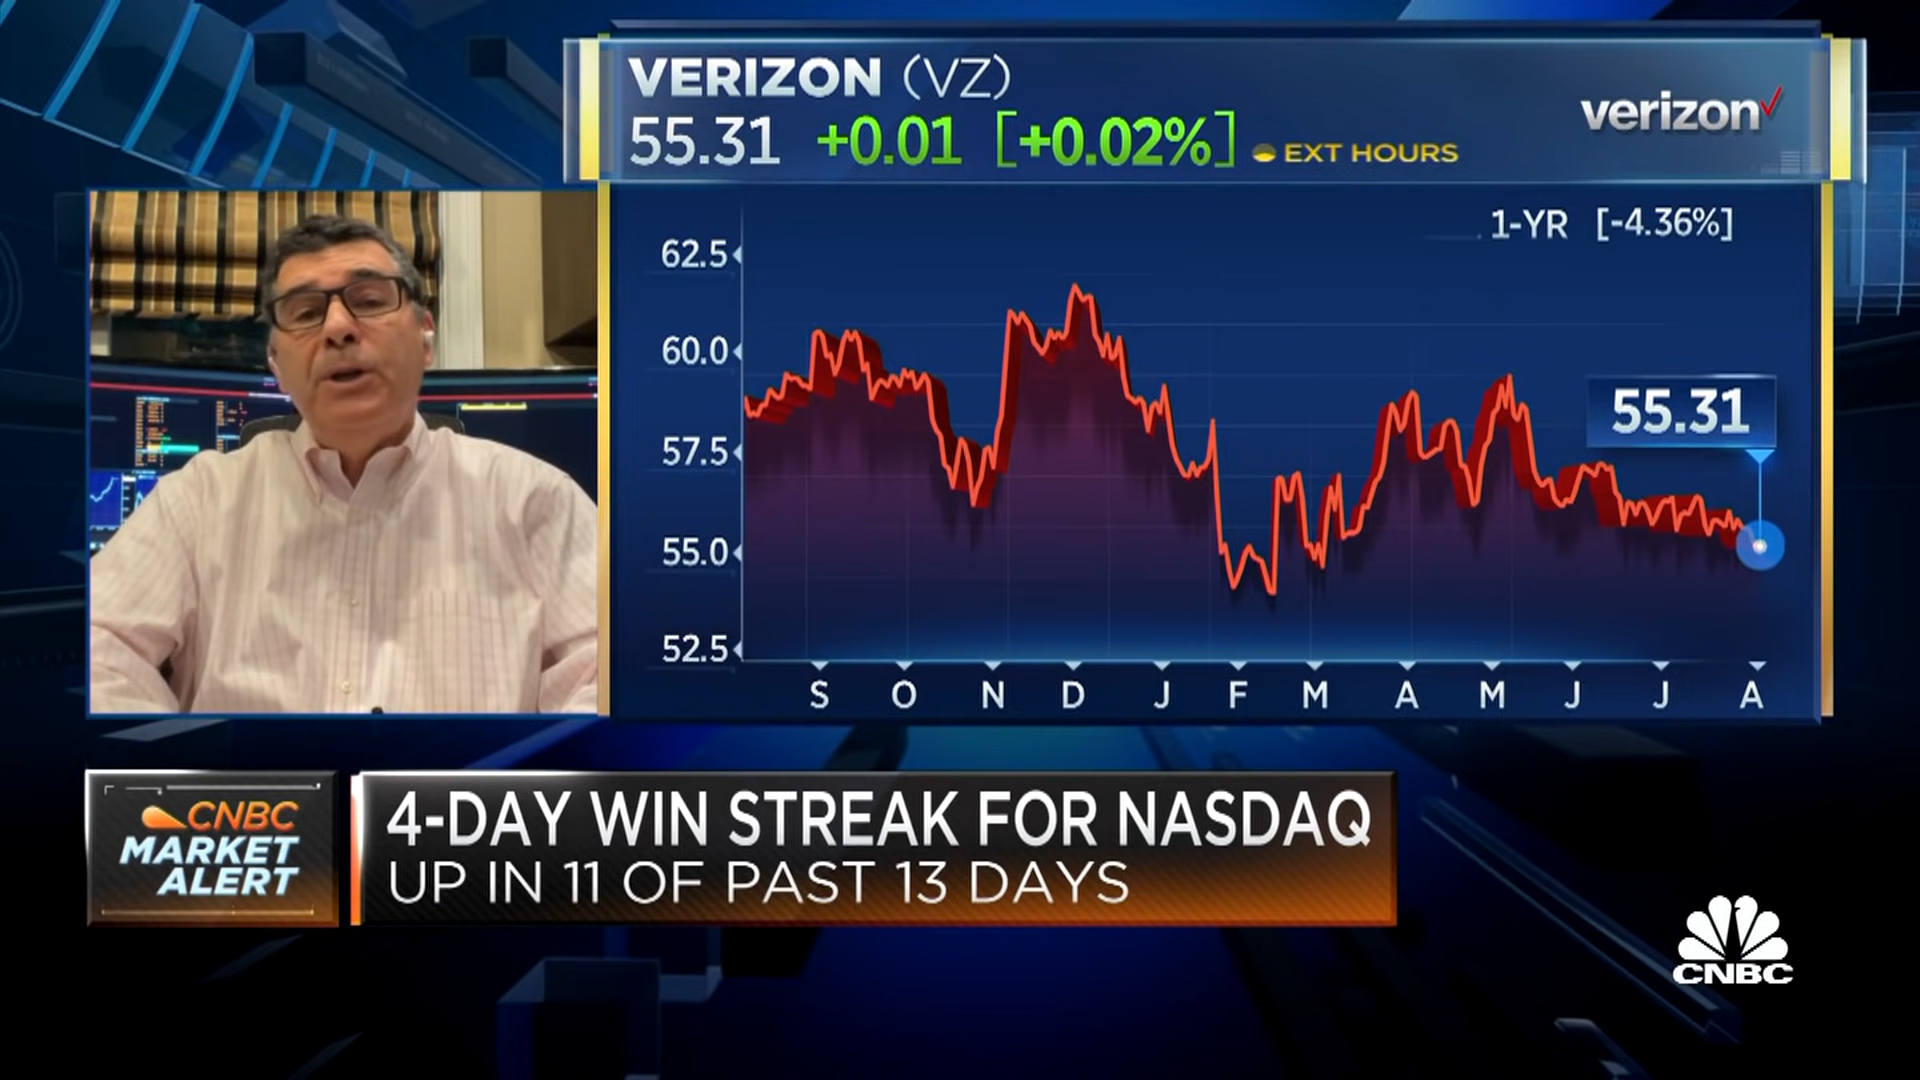 VERIZON (VZ)
55.31 +0.01 [+0.02%] EXT HOURS
verizon
1-YR [-4.36%]
62.5
60.0
57.5
55.0
52.5
55.31
S O N D J F M A M J J A
CNBC
MARKET
ALERT
4-DAY WIN STREAK FOR NASDAQ
UP IN 11 OF PAST 13 DAYS
CNBC